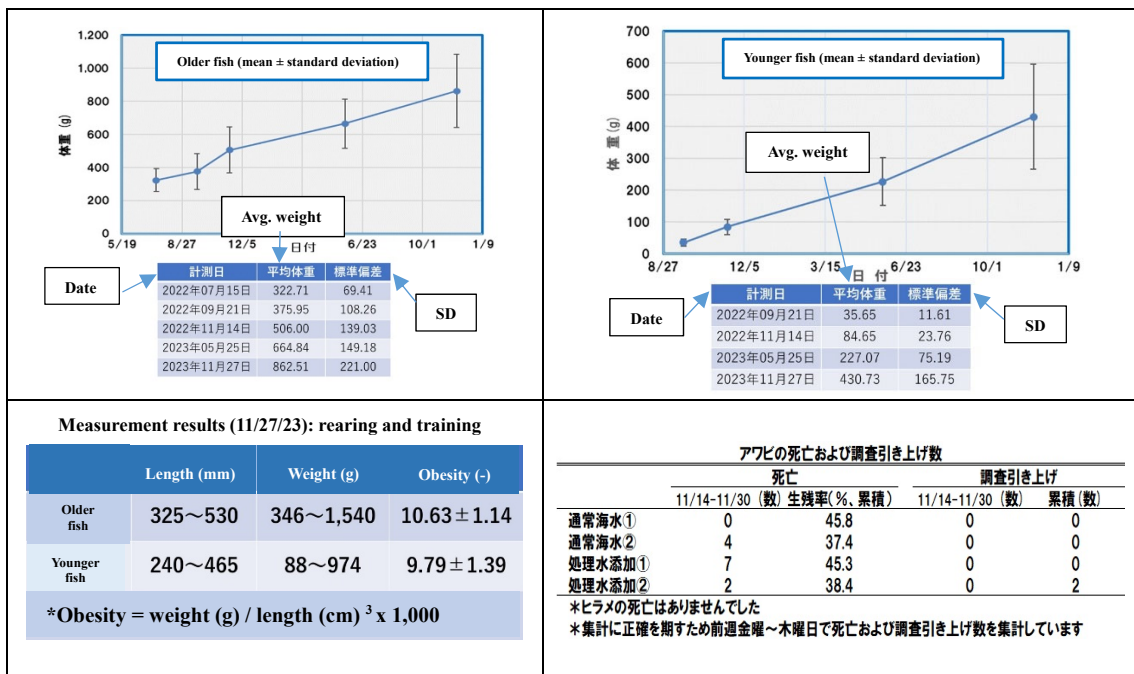 Older fish (mean ± standard deviation)
1.200
1.000
800
600
400
200
0
体重 (g)
5/19 8/27 12/5 6/23 10/1 1/9
日付
Avg. weight
Date
SD
計測日 平均体重 標準偏差
2022年07月15日 322.71 69.41
2022年09月21日 375.95 108.26
2022年11月14日 506.00 139.03
2023年05月25日 664.84 149.18
2023年11月27日 862.51 221.00
Younger fish (mean ± standard deviation)
700
600
500
400
300
200
100
0
体 重 (g)
8/27 12/5 3/15 6/23 10/1 1/9
日 付
Avg. weight
Date
SD
計測日 平均体重 標準偏差
2022年09月21日 35.65 11.61
2022年11月14日 84.65 23.76
2023年05月25日 227.07 75.19
2023年11月27日 430.73 165.75
Measurement results (11/27/23): rearing and training
Length (mm) Weight (g) Obesity (-)
Older fish 325～530 346～1,540 10.63±1.14
Younger fish 240～465 88～974 9.79±1.39
*Obesity = weight (g) / length (cm) ³ x 1,000
アワビの死亡および調査引き上げ数
死亡 調査引き上げ
11/14-11/30 (数) 生残率(%、累積) 11/14-11/30 (数) 累積(数)
通常海水① 0 45.8 0 0
通常海水② 4 37.4 0 0
処理水添加① 7 45.3 0 0
処理水添加② 2 38.4 0 2
*ヒラメの死亡はありませんでした
*集計に正確を期すため前週金曜～木曜日で死亡および調査引き上げ数を集計しています